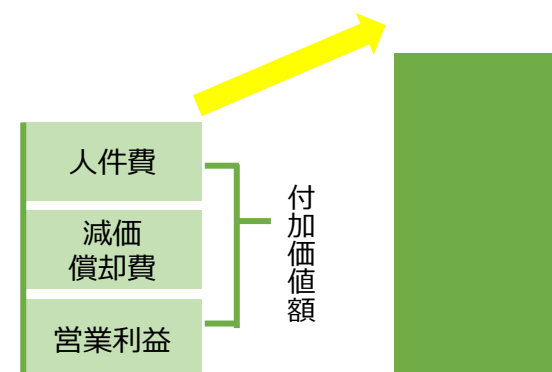 人件費
減価
償却費
営業利益
付加価値額